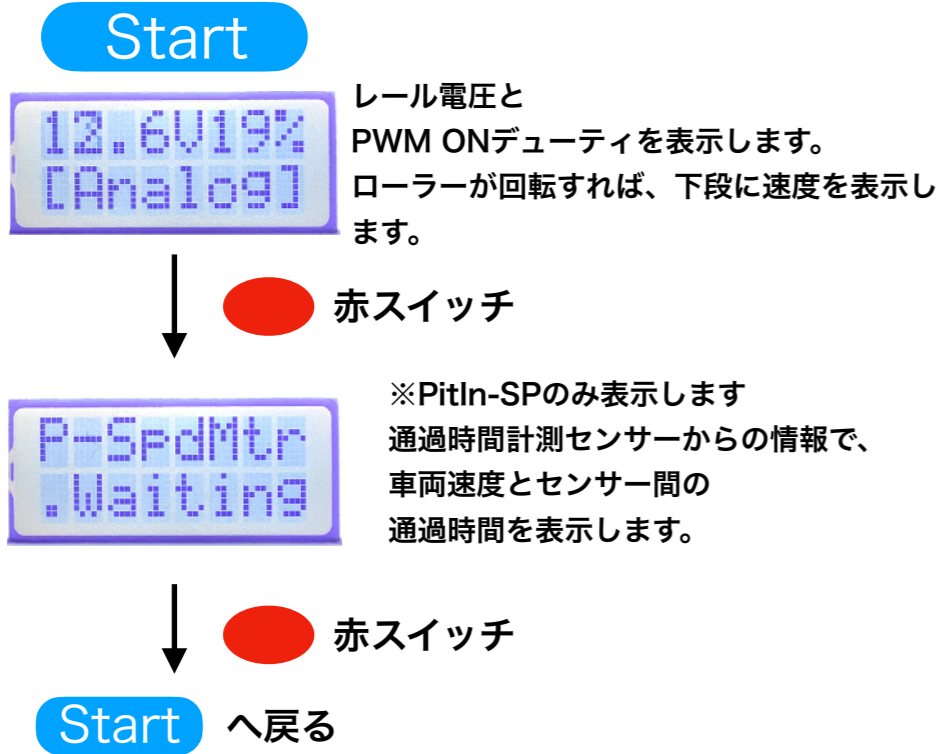 Start
13.6V19%
[Analog]
レール電圧と
PWM ONデューティを表示します。
ローラーが回転すれば、下段に速度を表示し
ます。
赤スイッチ
P-SpdMtr
.Waiting
※PitIn-SPのみ表示します
通過時間計測センサーからの情報で、
車両速度とセンサー間の
通過時間を表示します。
赤スイッチ
Start へ戻る